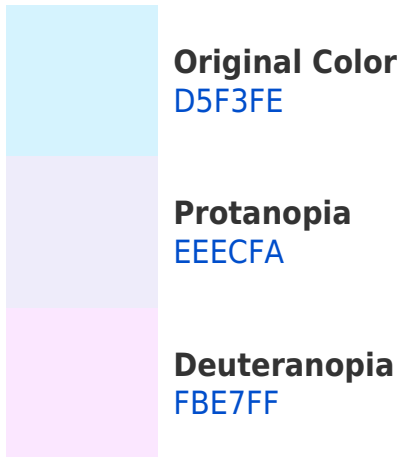 Original Color
D5F3FE
Protanopia
EEECFA
Deuteranopia
FBE7FF